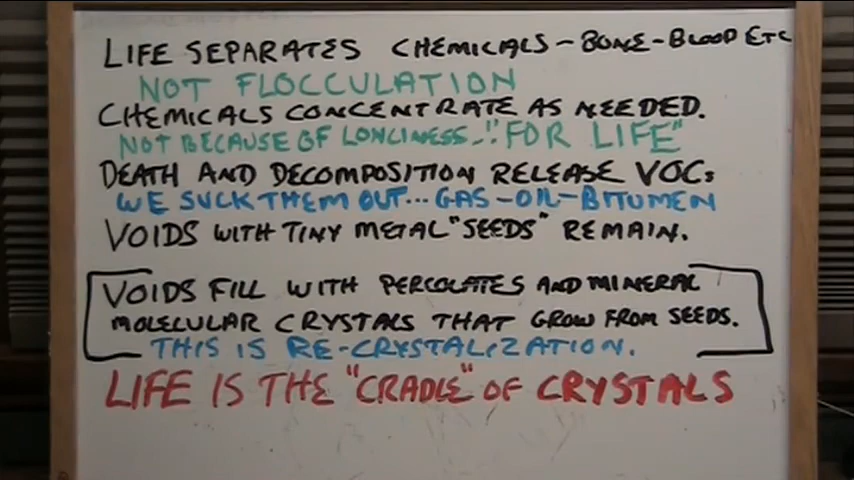 LIFE SEPARATES CHEMICALS - BONE - BLOOD ETC
NOT FLOCCULATION
CHEMICALS CONCENTRATE AS NEEDED.
NOT BECAUSE OF LONLINESS..."FOR LIFE"
DEATH AND DECOMPOSITION RELEASE VOCs
WE SUCK THEM OUT... GAS - OIL - BITUMEN
VOIDS WITH TINY METAL "SEEDS" REMAIN.
VOIDS FILL WITH PERCOLATES AND MINERAL
MOLECULAR CRYSTALS THAT GROW FROM SEEDS.
THIS IS RE-CRYSTALIZATION.
LIFE IS THE "CRADLE" OF CRYSTALS